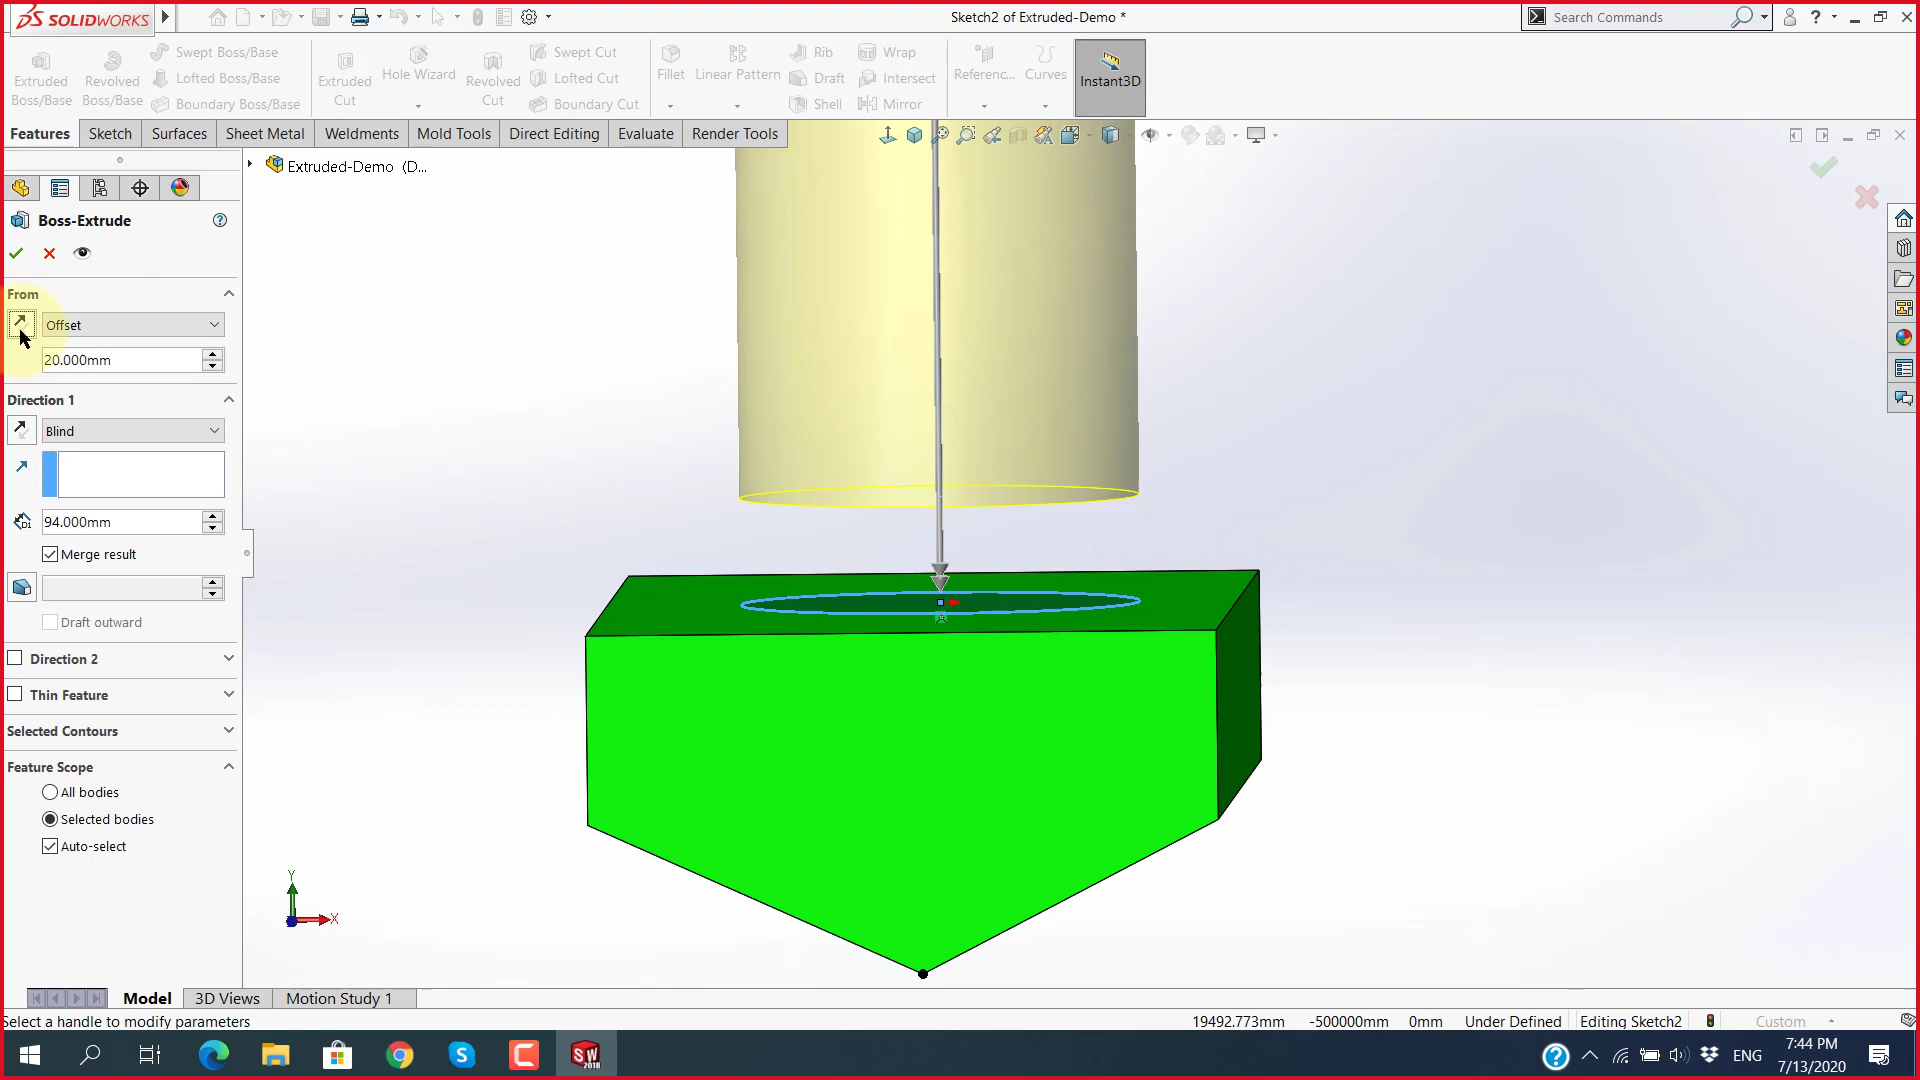 SOLIDWORKS
Sketch2 of Extruded-Demo *
Search Commands
?
Extruded Boss/Base
Revolved Boss/Base
Swept Boss/Base
Lofted Boss/Base
Boundary Boss/Base
Extruded Cut
Hole Wizard
Revolved Cut
Swept Cut
Lofted Cut
Boundary Cut
Fillet
Linear Pattern
Rib
Draft
Shell
Wrap
Intersect
Mirror
Referenc...
Curves
Instant3D
Features
Sketch
Surfaces
Sheet Metal
Weldments
Mold Tools
Direct Editing
Evaluate
Render Tools
Extruded-Demo (D...
Boss-Extrude
?
From
Offset
20.000mm
Direction 1
Blind
D1
94.000mm
Merge result
Draft outward
Direction 2
Thin Feature
Selected Contours
Feature Scope
All bodies
Selected bodies
Auto-select
Y
X
Model
3D Views
Motion Study 1
Select a handle to modify parameters
19492.773mm
-500000mm
0mm
Under Defined
Editing Sketch2
Custom
S
C
SW
2018
?
ENG
7:44 PM
7/13/2020